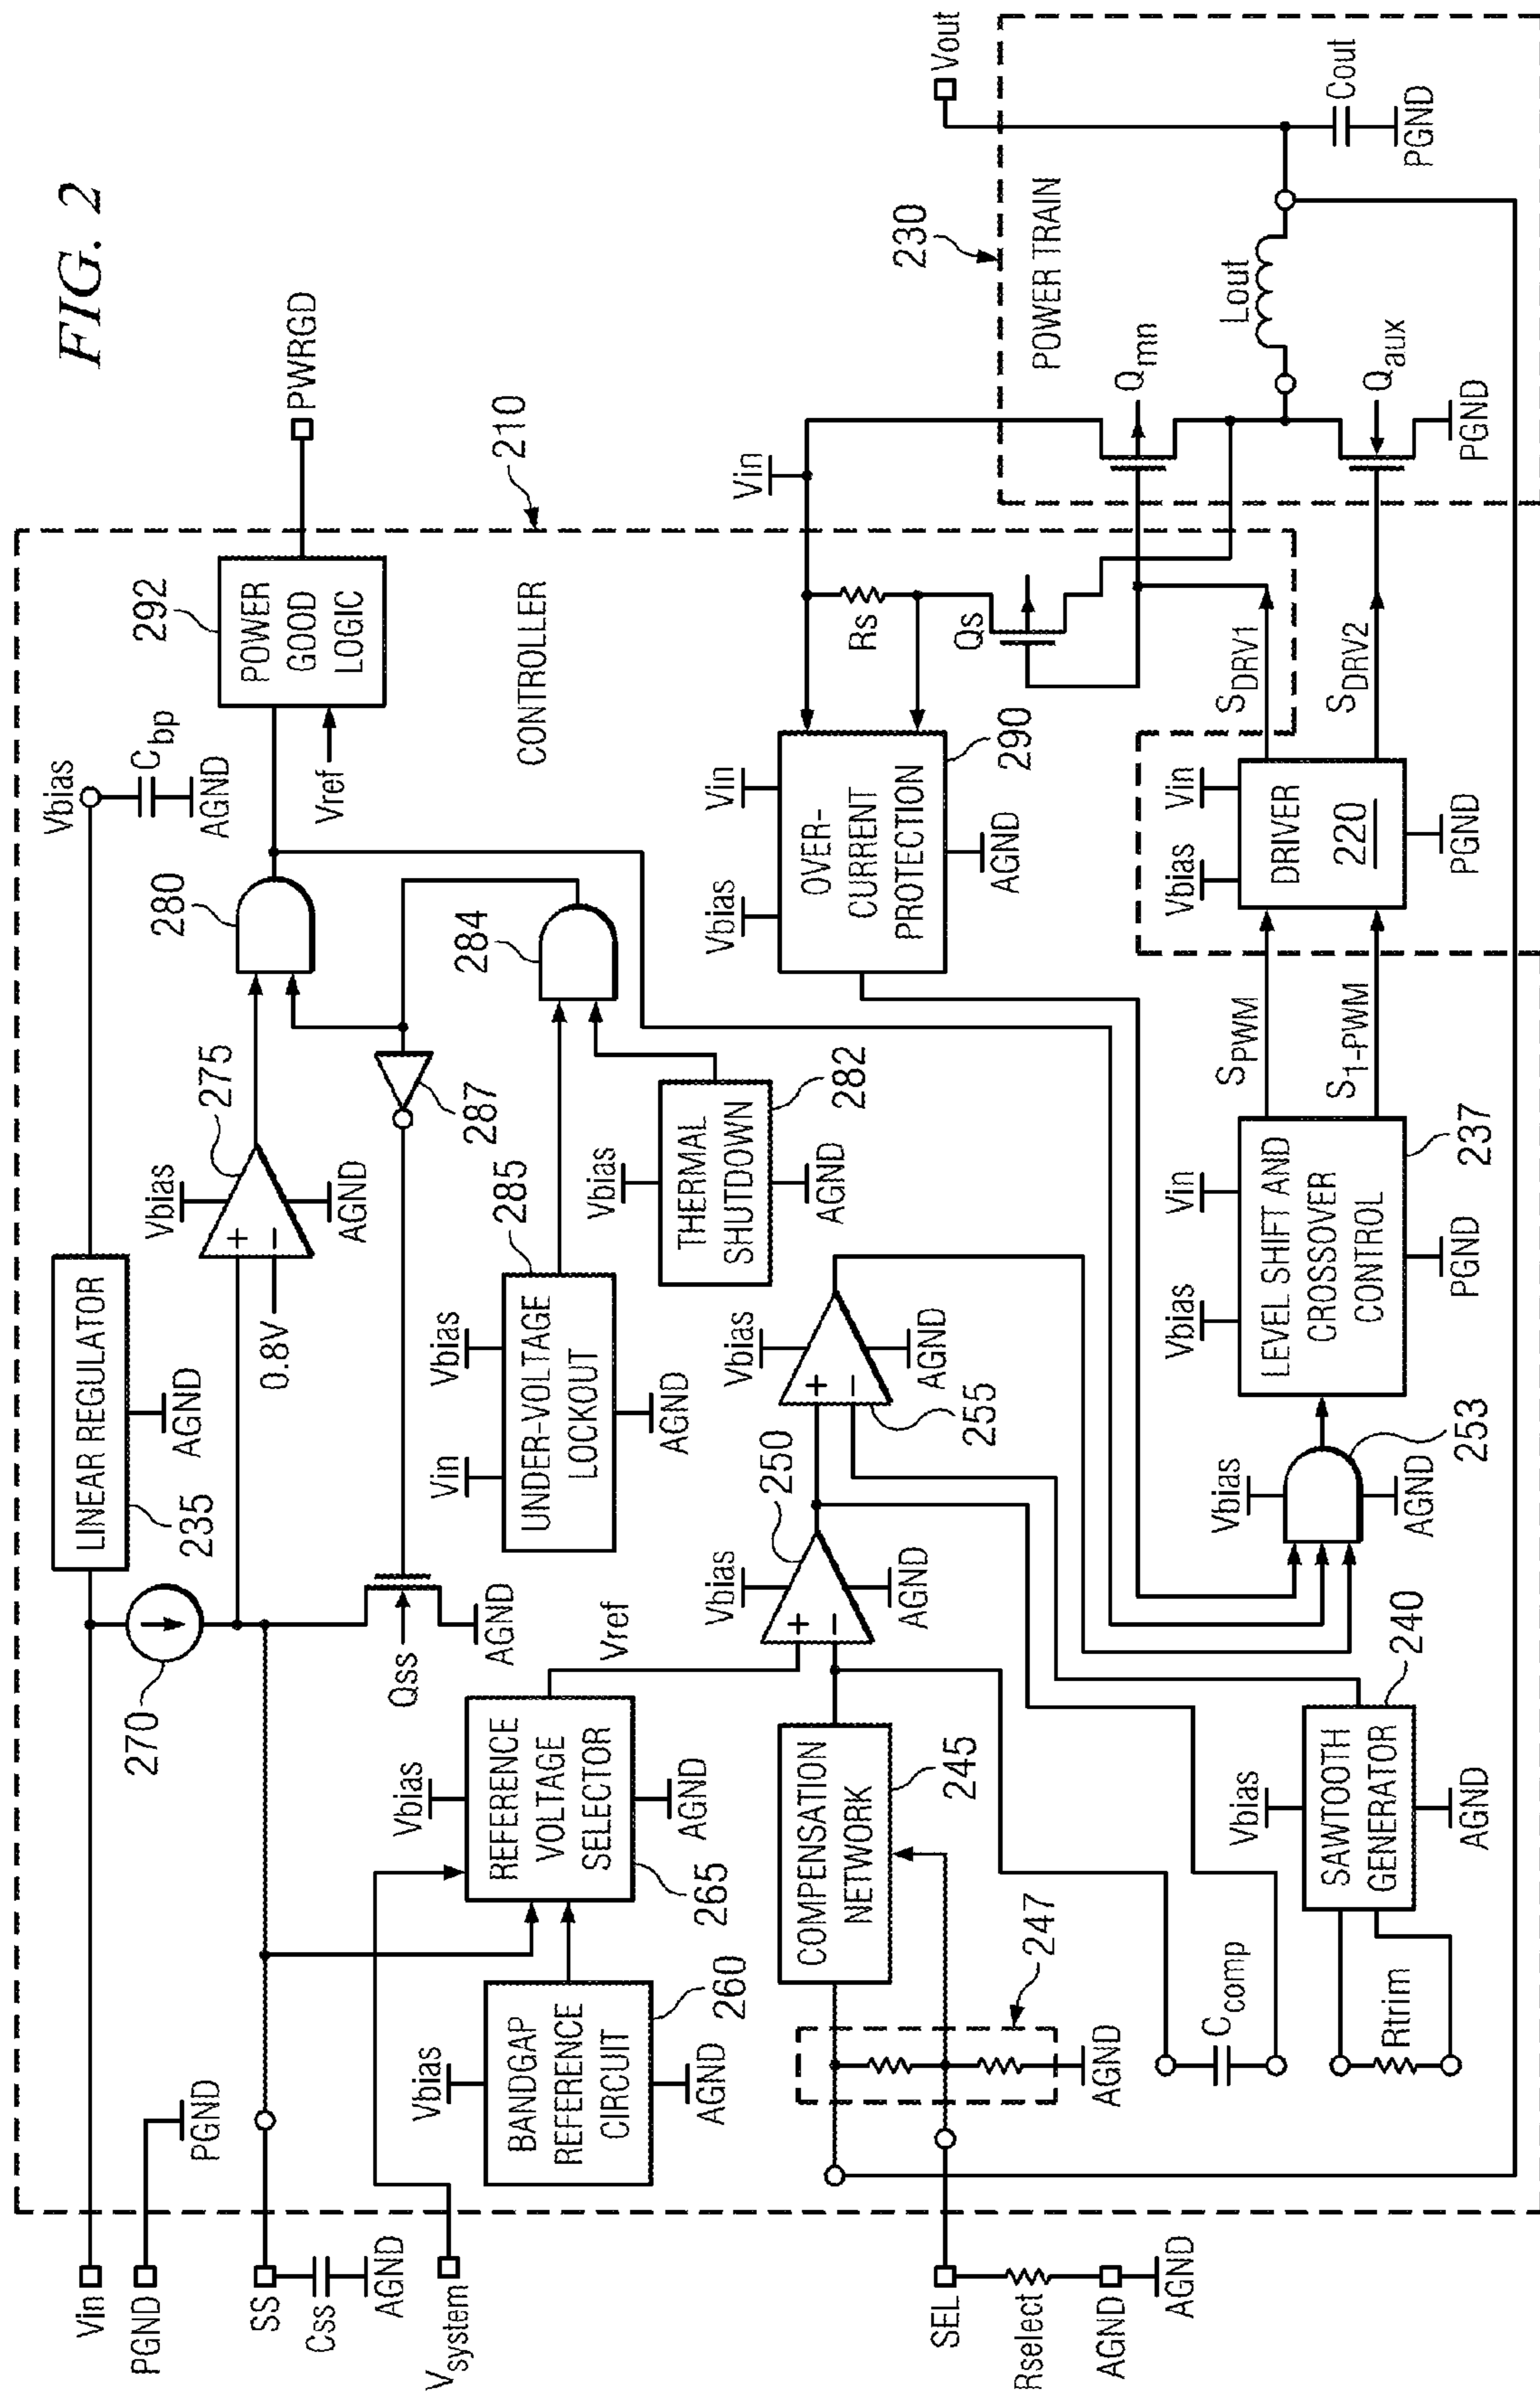 FIG. 2
Vin
PGND
PGND
SS
Css
AGND
Vsystem
SEL
Rselect
AGND
AGND
LINEAR REGULATOR
235
AGND
Vbias
Cbp
AGND
270
0.8V
+
−
Vbias
AGND
275
280
292
POWER
GOOD
LOGIC
Vref
PWRGD
Qss
AGND
287
284
CONTROLLER
210
Vin
Vbias
UNDER-VOLTAGE
LOCKOUT
285
AGND
Vbias
THERMAL
SHUTDOWN
282
AGND
Vbias
BANDGAP
REFERENCE
CIRCUIT
260
AGND
Vbias
REFERENCE
VOLTAGE
SELECTOR
265
AGND
Vref
COMPENSATION
NETWORK
245
247
AGND
Vbias
+
−
250
AGND
Vbias
+
−
255
AGND
Vbias
Vin
OVER-
CURRENT
PROTECTION
290
AGND
Vin
Rs
Qs
Ccomp
Rtrim
Vbias
SAWTOOTH
GENERATOR
240
AGND
Vbias
253
AGND
Vbias
Vin
LEVEL SHIFT AND
CROSSOVER
CONTROL
237
PGND
SPWM
S1-PWM
Vbias
Vin
DRIVER
220
PGND
SDRV1
SDRV2
230
POWER TRAIN
Qmn
Qaux
PGND
Lout
Vout
Cout
PGND